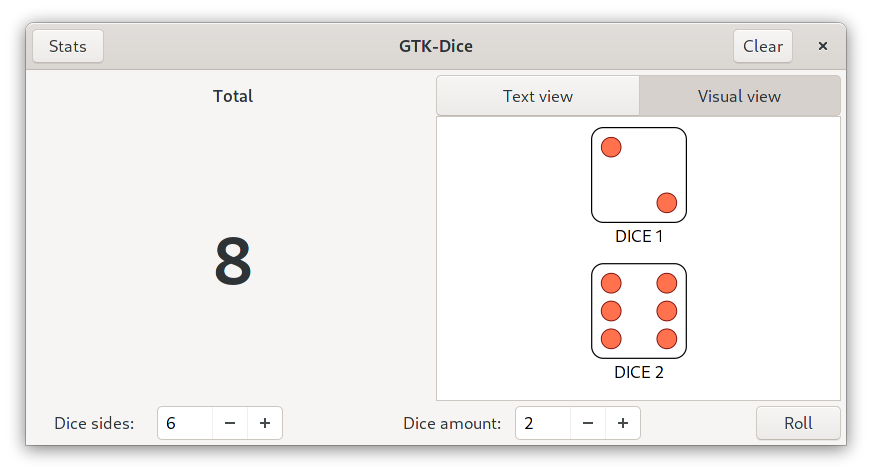 Stats
GTK-Dice
Clear
Total
Text view
Visual view
8
DICE 1
DICE 2
Dice sides:
6
Dice amount:
2
Roll